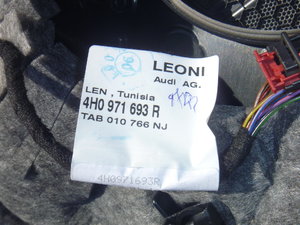 LEONI
Audi AG.
LEN , Tunisia
4H0 971 693 R
TAB 010 766 NJ
4H0971693R